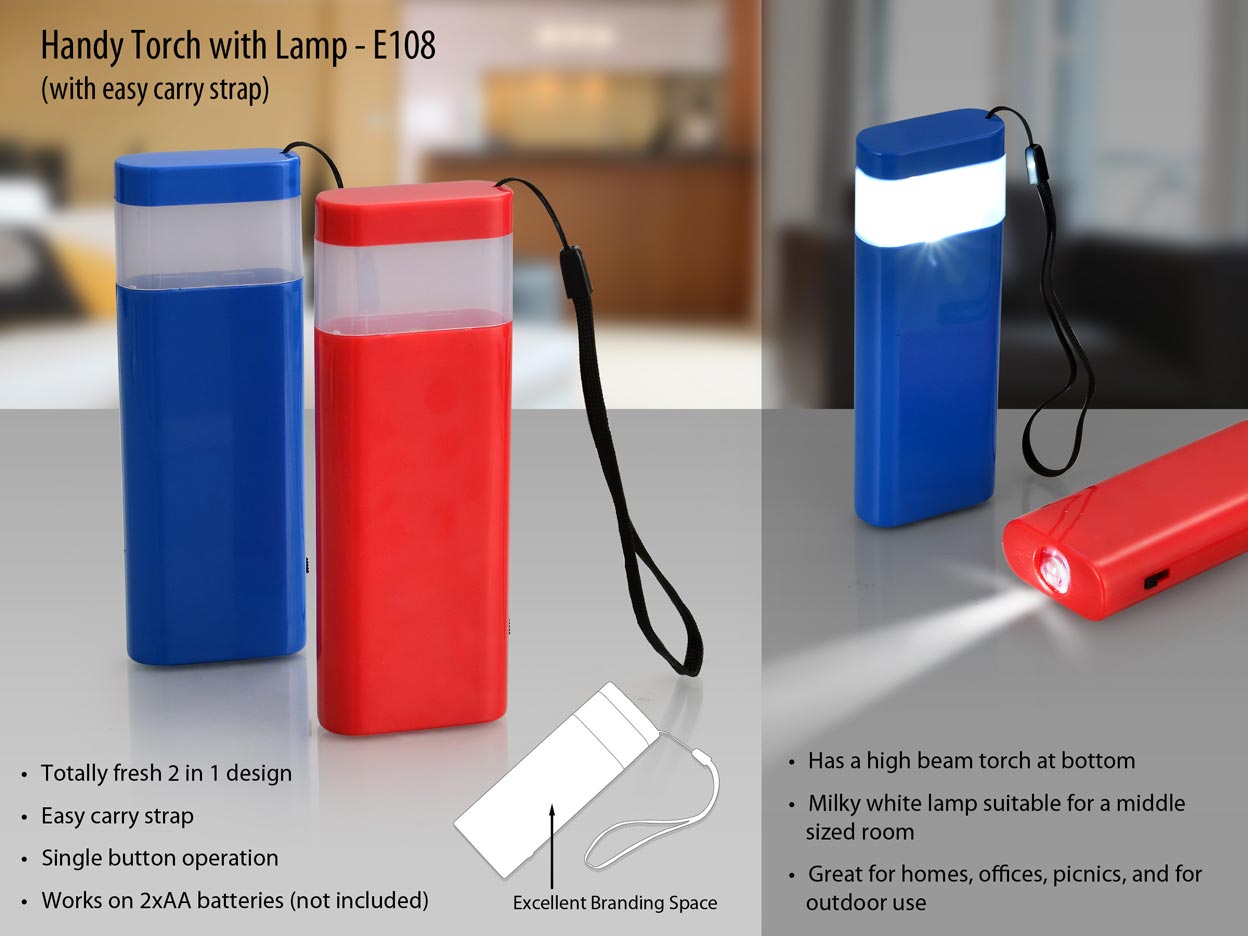 Handy Torch with Lamp - E108
(with easy carry strap)
• Totally fresh 2 in 1 design
• Easy carry strap
• Single button operation
• Works on 2xAA batteries (not included)
Excellent Branding Space
• Has a high beam torch at bottom
• Milky white lamp suitable for a middle
sized room
• Great for homes, offices, picnics, and for
outdoor use